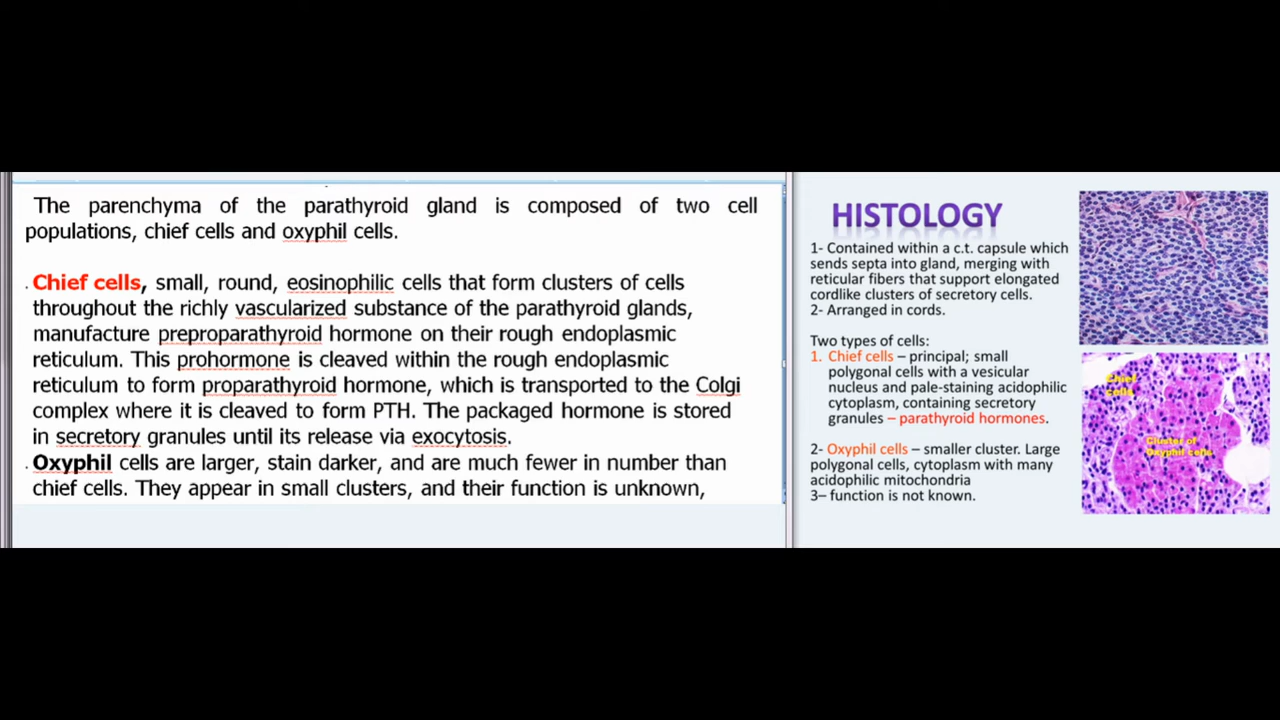 The parenchyma of the parathyroid gland is composed of two cell
populations, chief cells and oxyphil cells.
. Chief cells, small, round, eosinophilic cells that form clusters of cells
throughout the richly vascularized substance of the parathyroid glands,
manufacture preproparathyroid hormone on their rough endoplasmic
reticulum. This prohormone is cleaved within the rough endoplasmic
reticulum to form proparathyroid hormone, which is transported to the Colgi
complex where it is cleaved to form PTH. The packaged hormone is stored
in secretory granules until its release via exocytosis.
. Oxyphil cells are larger, stain darker, and are much fewer in number than
chief cells. They appear in small clusters, and their function is unknown,
HISTOLOGY
1- Contained within a c.t. capsule which
sends septa into gland, merging with
reticular fibers that support elongated
cordlike clusters of secretory cells.
2- Arranged in cords.
Two types of cells:
1. Chief cells – principal; small
polygonal cells with a vesicular
nucleus and pale-staining acidophilic
cytoplasm, containing secretory
granules – parathyroid hormones.
2- Oxyphil cells – smaller cluster. Large
polygonal cells, cytoplasm with many
acidophilic mitochondria
3– function is not known.
Chief
cells
Cluster of
Oxyphil cells